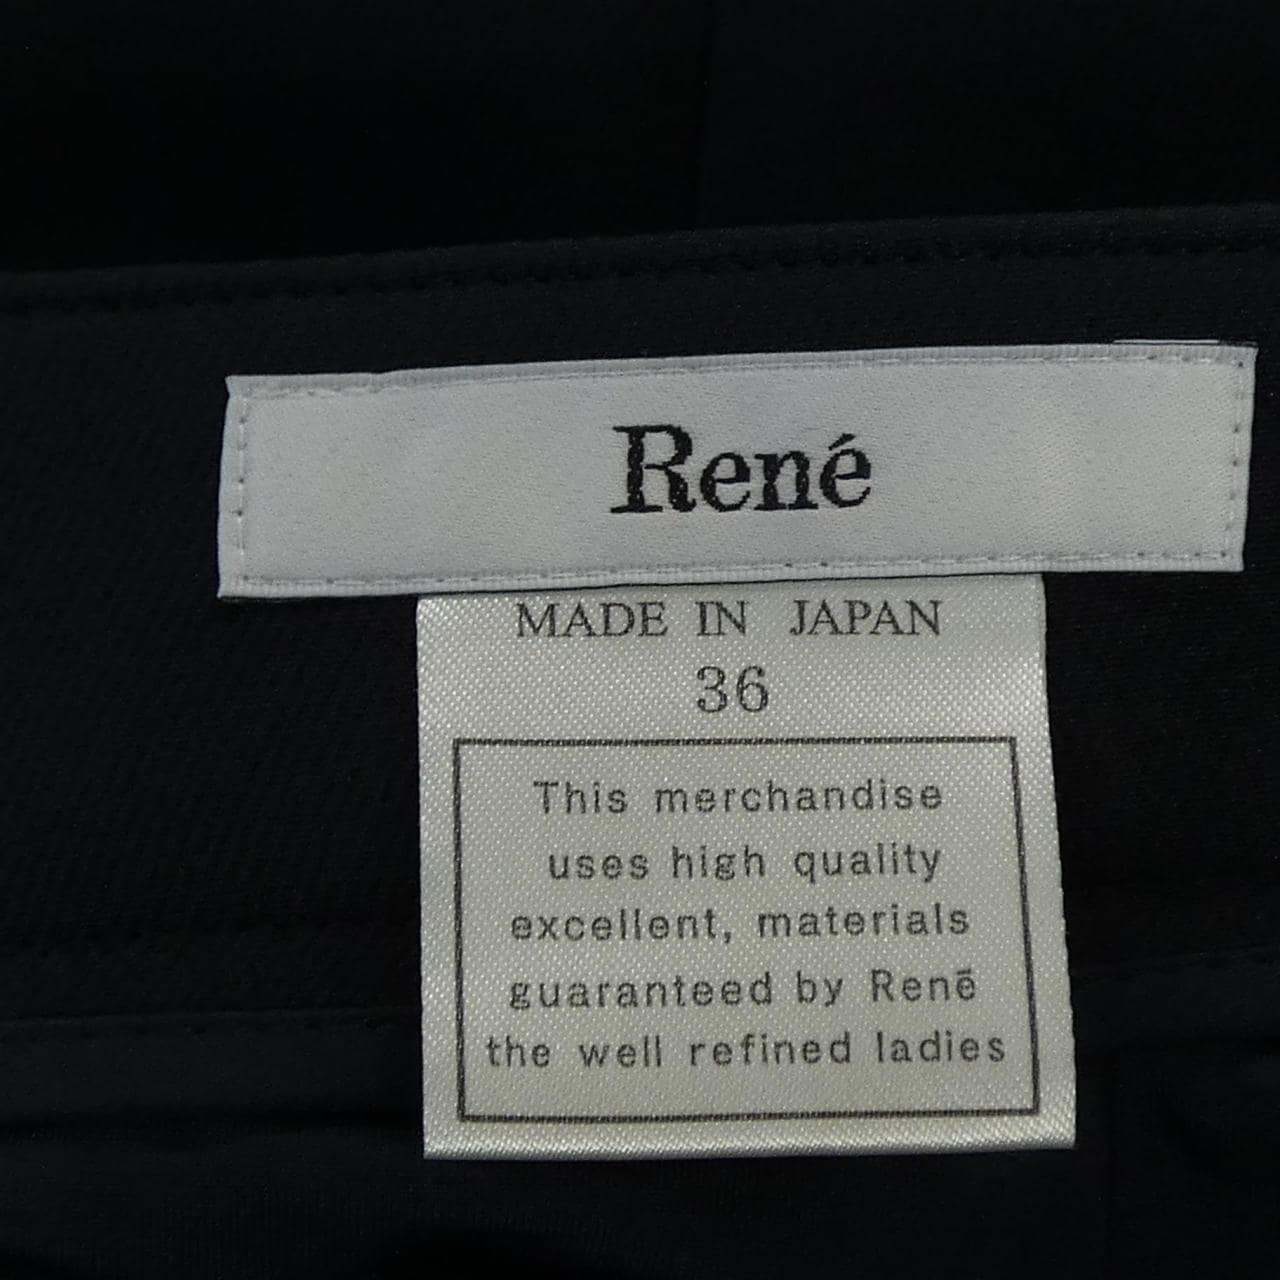 René
MADE IN JAPAN
36
This merchandise
uses high quality
excellent, materials
guaranteed by Renē
the well refined ladies